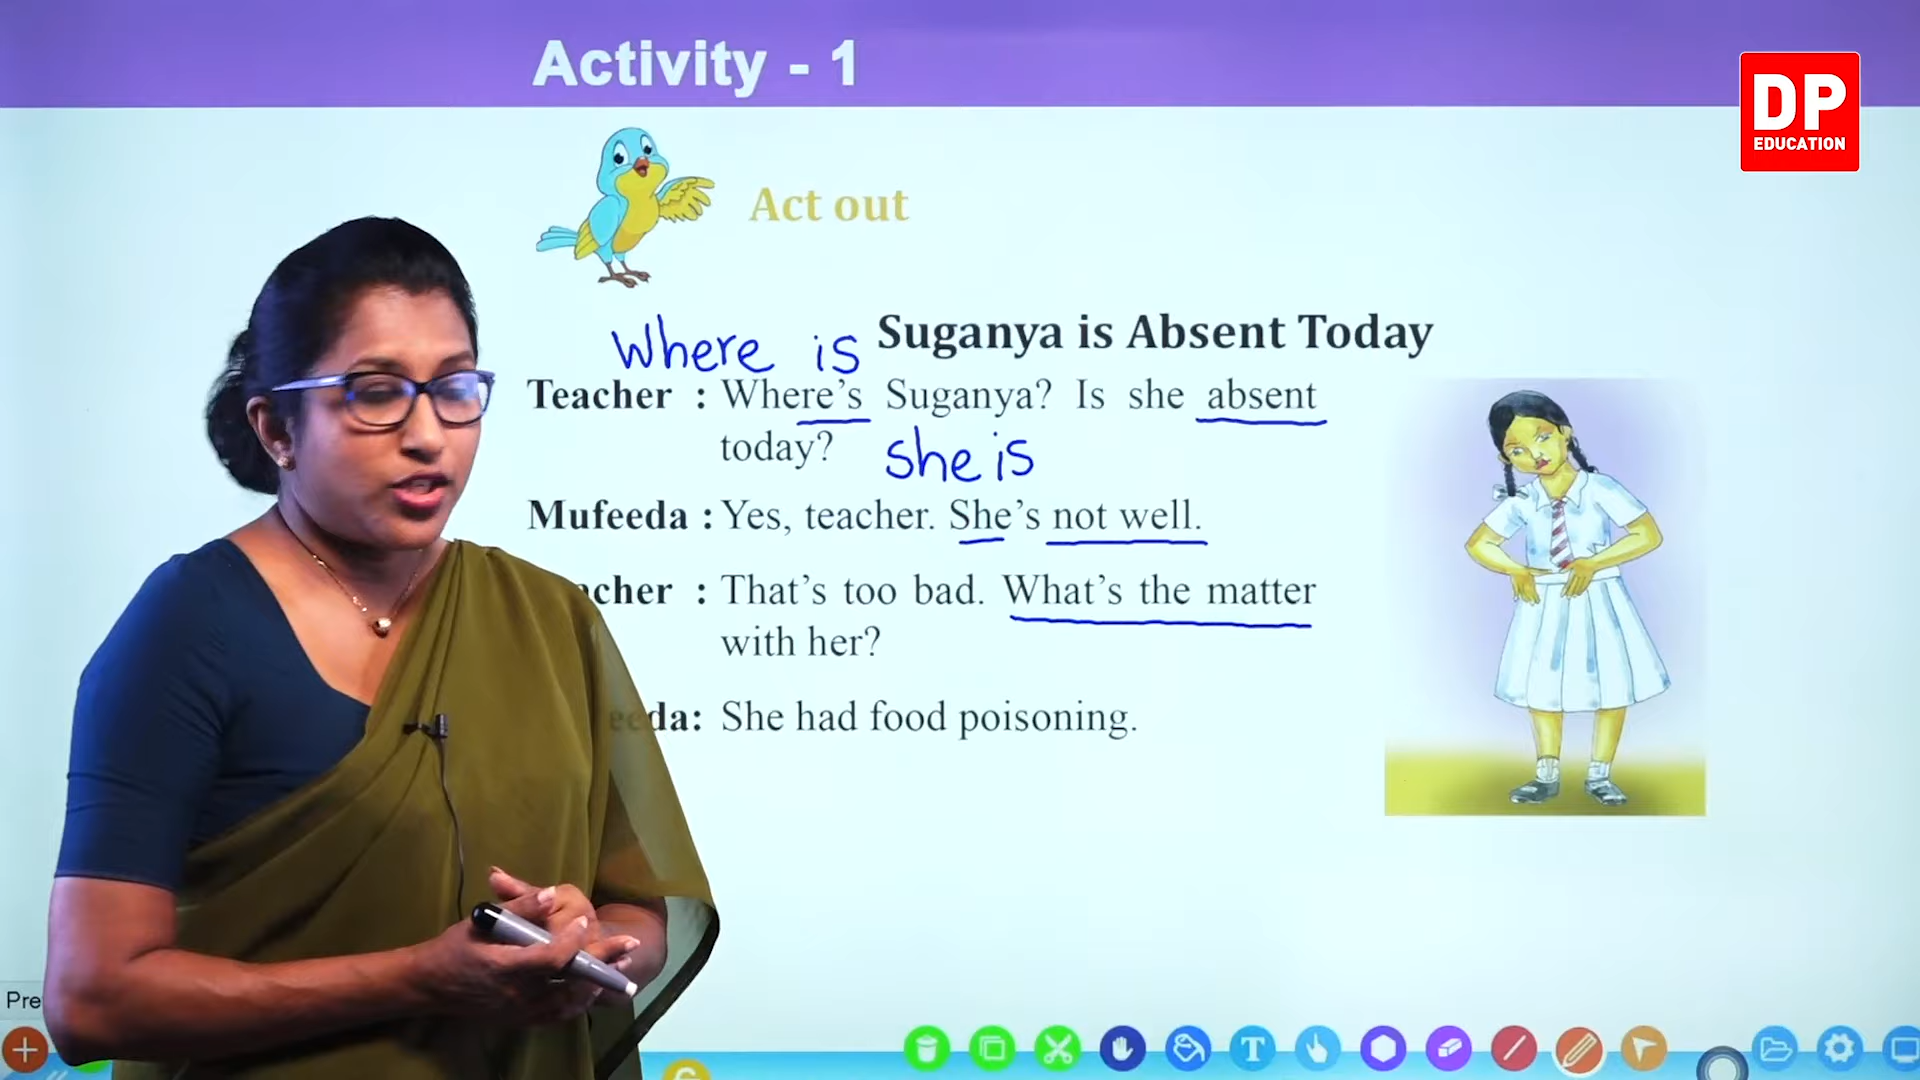 Activity - 1
DP
EDUCATION
Act out
Where is
Suganya is Absent Today
Teacher : Where's Suganya? Is she absent
today?
she is
Mufeeda : Yes, teacher. She's not well.
cher : That's too bad. What's the matter
with her?
eeda: She had food poisoning.
Pre
T